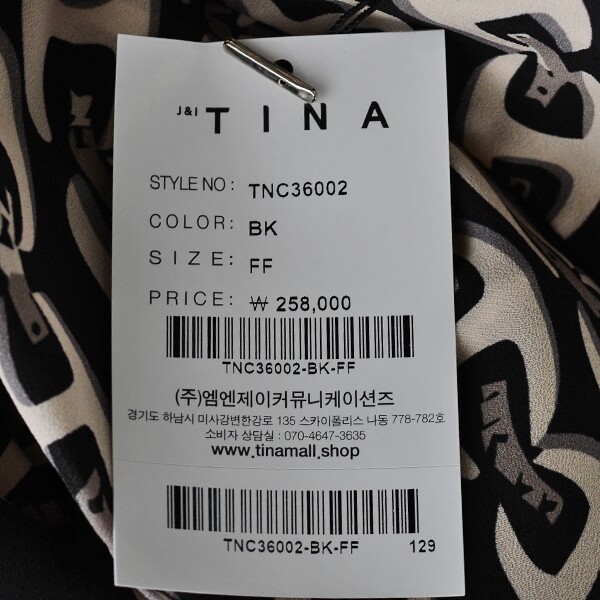 J&I TINA
STYLE NO : TNC36002
COLOR: BK
SIZE: FF
PRICE: ₩ 258,000
TNC36002-BK-FF
(주)엠엔제이커뮤니케이션즈
경기도 하남시 미사강변한강로 135 스카이폴리스 나동 778-782호
소비자 상담실 : 070-4647-3635
www.tinamall.shop
TNC36002-BK-FF 129